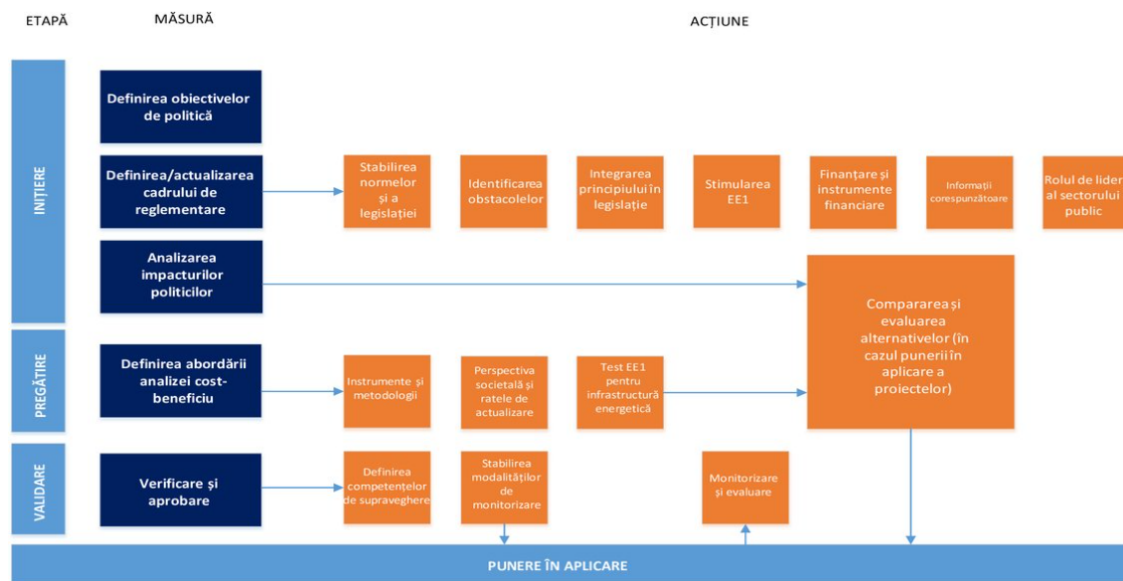 ETAPĂ
MĂSURĂ
ACȚIUNE
INIȚIERE
Definirea obiectivelor
de politică
Definirea/actualizarea
cadrului de
reglementare
Stabilirea
normelor
și a
legislației
Identificarea
obstacolelor
Integrarea
principiului în
legislație
Stimularea
EE1
Finanțare și
instrumente
financiare
Informații
corespunzătoare
Rolul de lider
al sectorului
public
Analizarea
impacturilor
politicilor
Compararea și
evaluarea
alternativelor (în
cazul punerii în
aplicare a
proiectelor)
PREGĂTIRE
Definirea abordării
analizei cost-
beneficiu
Instrumente și
metodologii
Perspectiva
societală și
ratele de
actualizare
Test EE1
pentru
infrastructură
energetică
VALIDARE
Verificare și
aprobare
Definirea
competențelor
de supraveghere
Stabilirea
modalităților
de
monitorizare
Monitorizare
și evaluare
PUNERE ÎN APLICARE